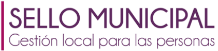 SELLO MUNICIPAL
Gestión local para las personas